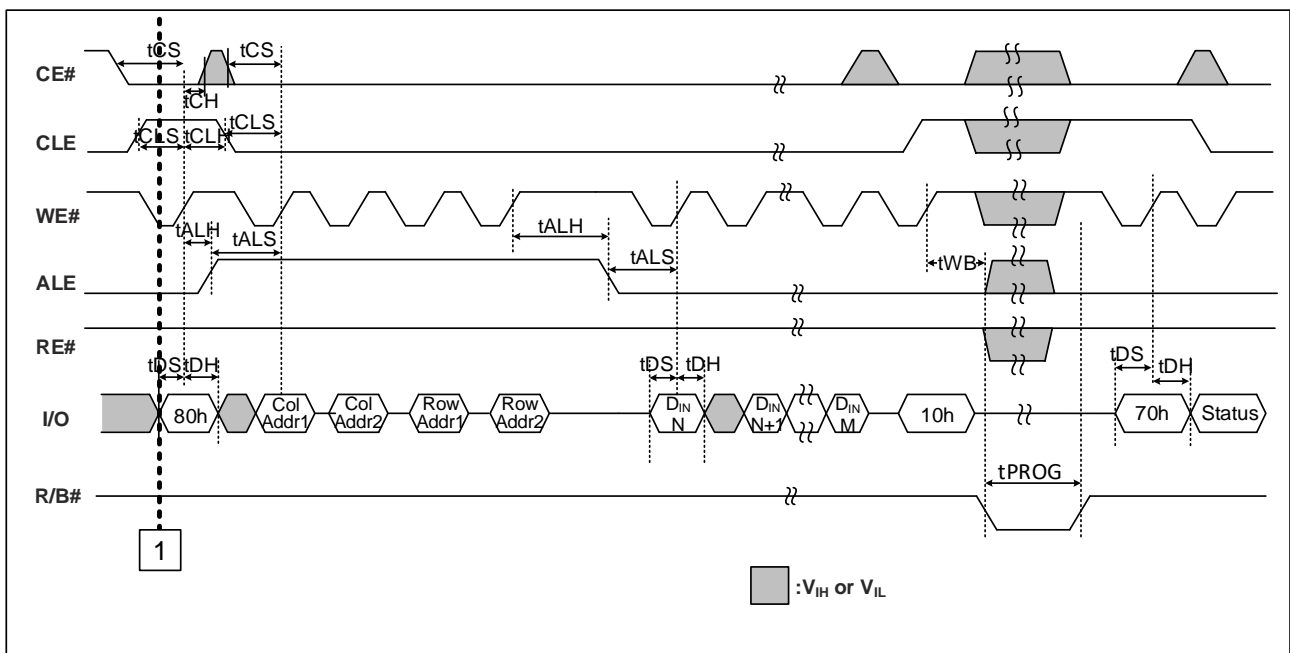 CE#
tCS
tCS
tCH
CLE
tCLS
tCLH
tCLS
WE#
tALH
tALS
tALH
tALS
tWB
ALE
RE#
tDS
tDH
tDS
tDH
tDS
tDH
I/O
80h
Col
Addr1
Col
Addr2
Row
Addr1
Row
Addr2
DIN
N
DIN
N+1
DIN
M
10h
70h
Status
tPROG
R/B#
1
:VIH or VIL